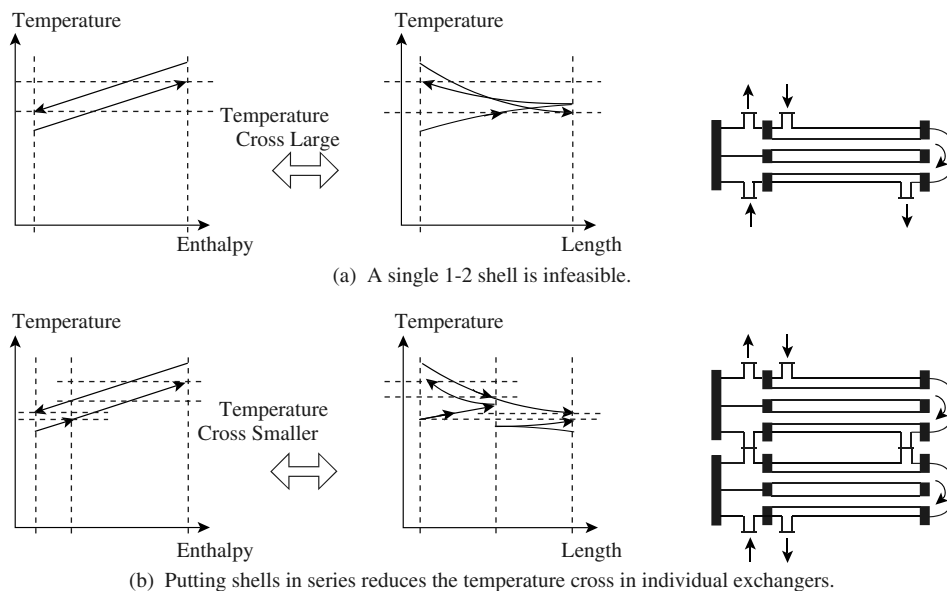 Temperature
Temperature
Temperature
Cross Large
Enthalpy
Length
(a) A single 1-2 shell is infeasible.
Temperature
Temperature
Temperature
Cross Smaller
Enthalpy
Length
(b) Putting shells in series reduces the temperature cross in individual exchangers.